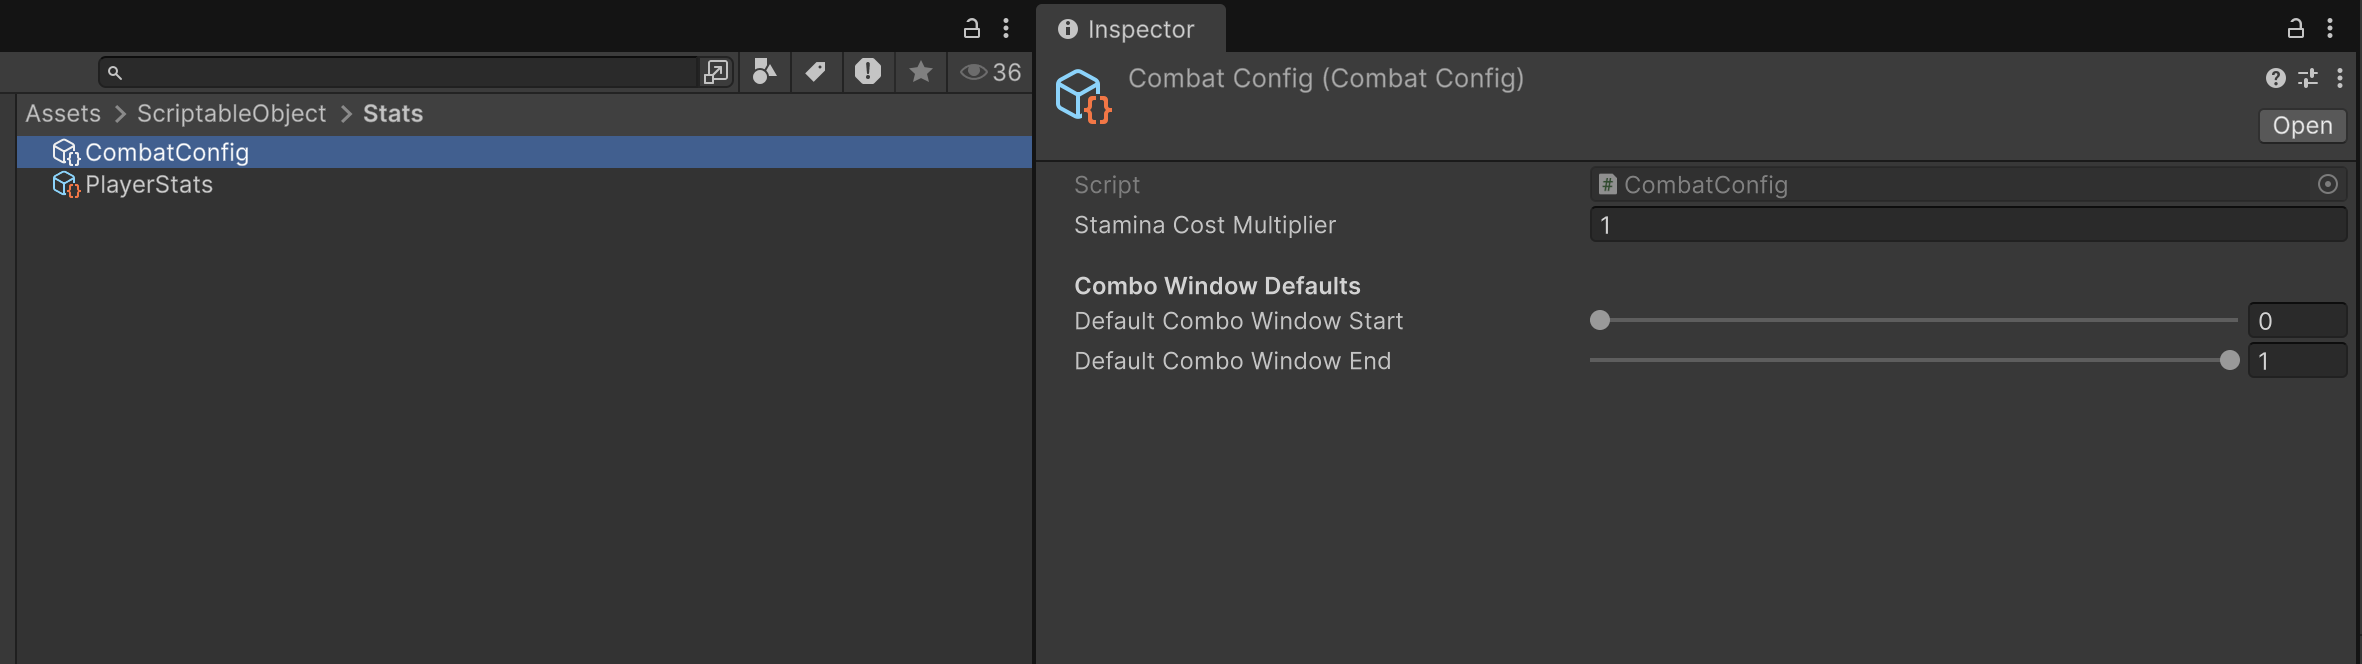 Inspector
36
Combat Config (Combat Config)
Open
Assets > ScriptableObject > Stats
CombatConfig
PlayerStats
Script
# CombatConfig
Stamina Cost Multiplier
1
Combo Window Defaults
Default Combo Window Start
0
Default Combo Window End
1